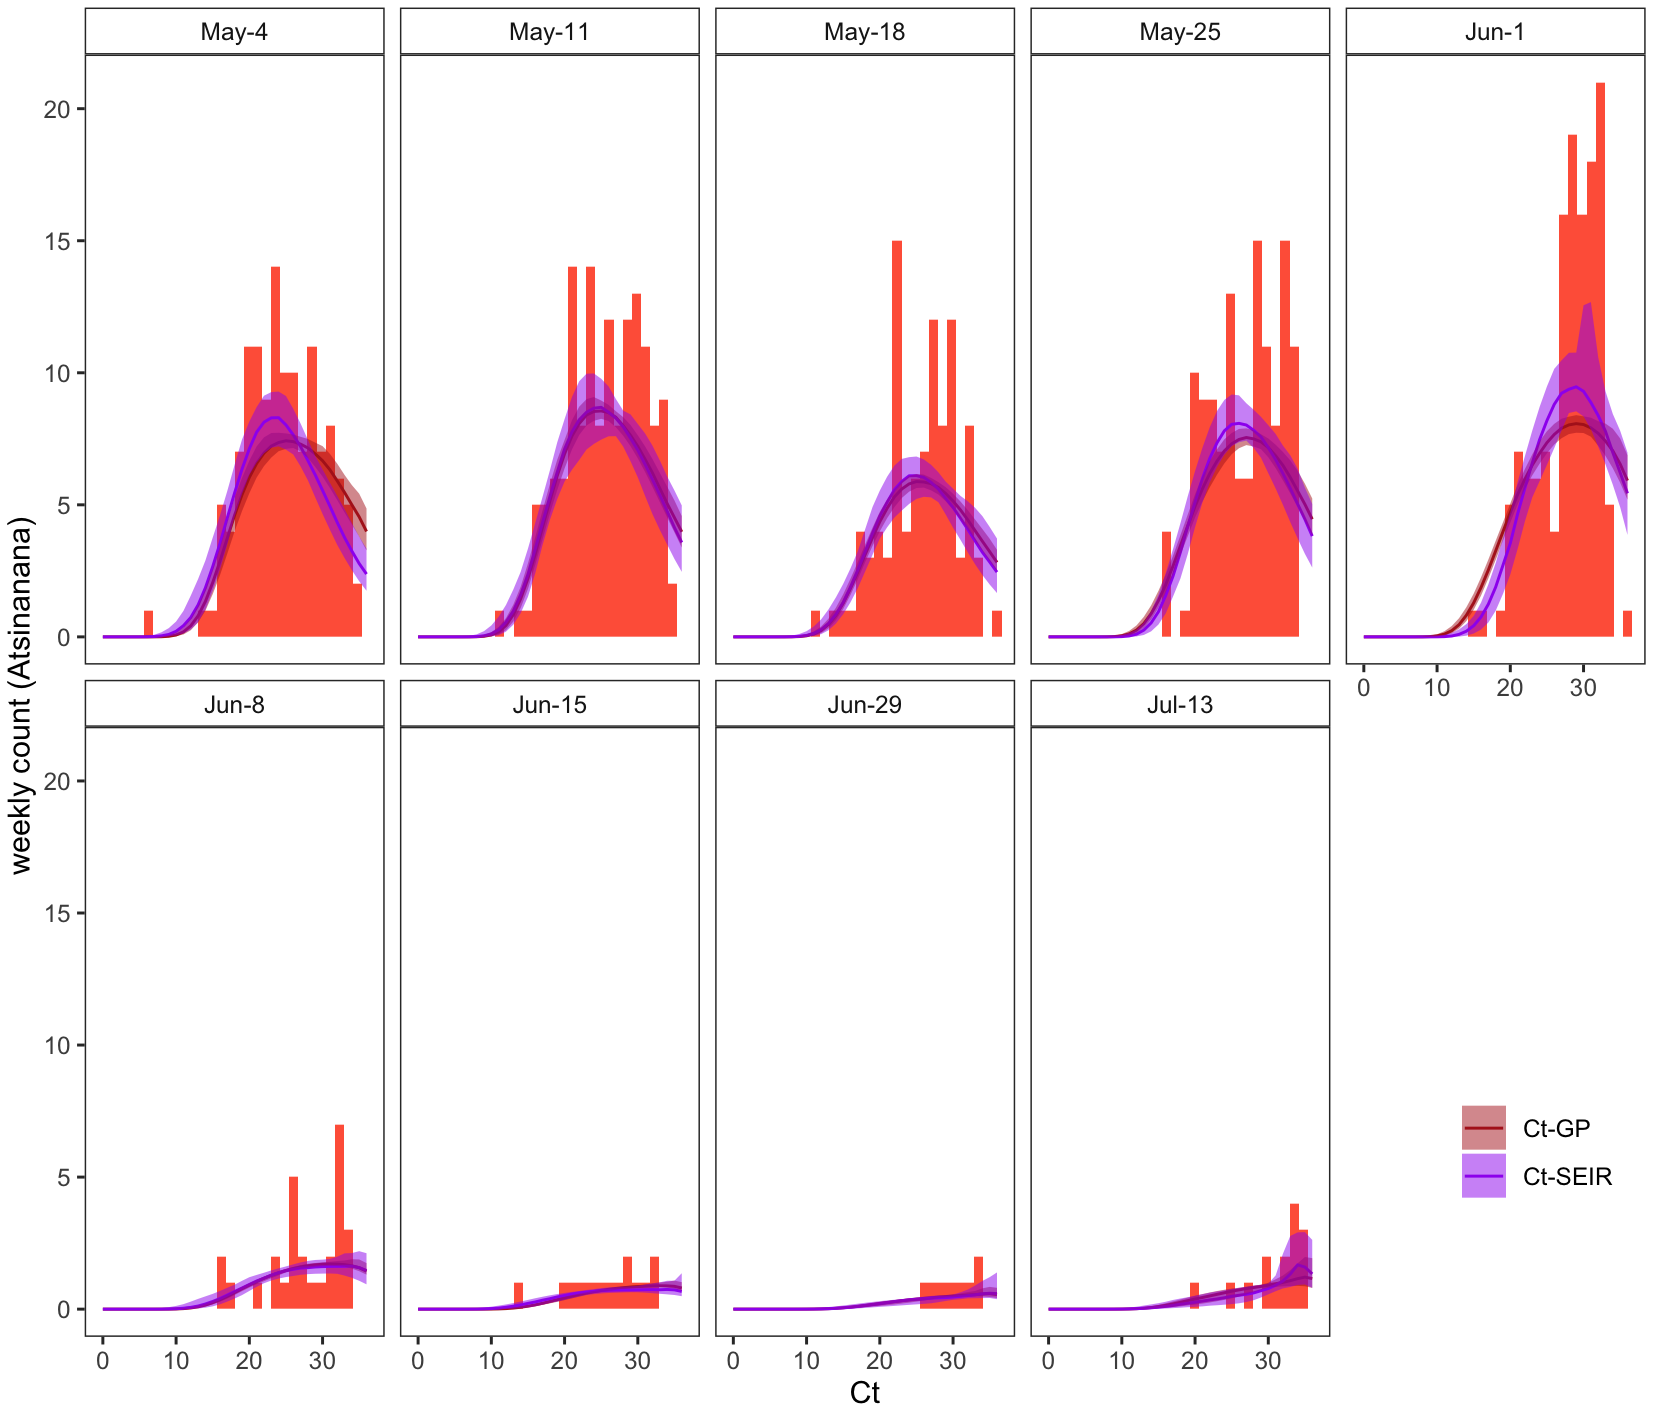 May-4 May-11 May-18 May-25 Jun-1
20
15
10
5
0
0 10 20 30
weekly count (Atsinanana)
Jun-8 Jun-15 Jun-29 Jul-13
20
15
10
5
0
0 10 20 30 0 10 20 30 0 10 20 30 0 10 20 30
Ct
Ct-GP
Ct-SEIR